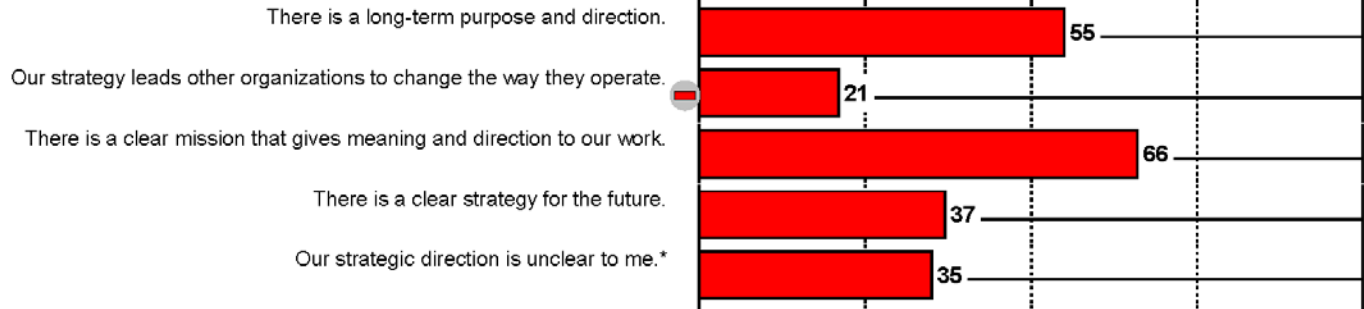 There is a long-term purpose and direction. 55
Our strategy leads other organizations to change the way they operate. 21
There is a clear mission that gives meaning and direction to our work. 66
There is a clear strategy for the future. 37
Our strategic direction is unclear to me.* 35